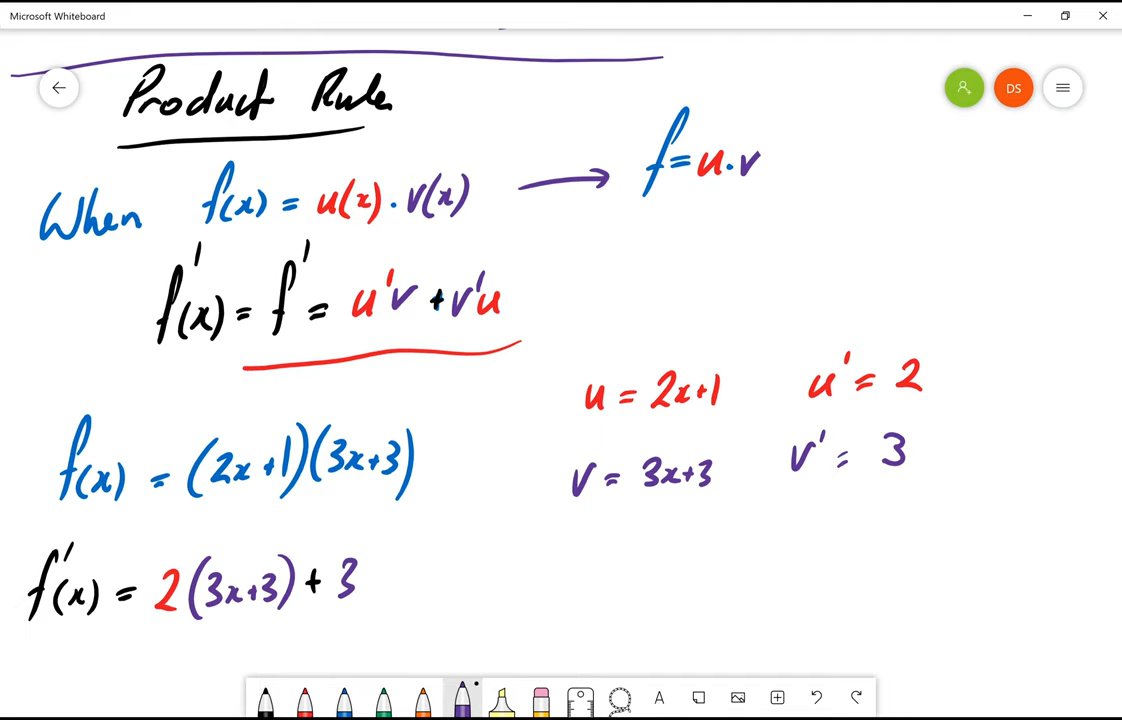 Microsoft Whiteboard
Product Rule
DS
f=u·v
When f(x) = u(x)·v(x)
f'(x) = f' = u'v + v'u
u = 2x+1 u' = 2
f(x) = (2x+1)(3x+3)
v = 3x+3 v' = 3
f'(x) = 2(3x+3) + 3
A